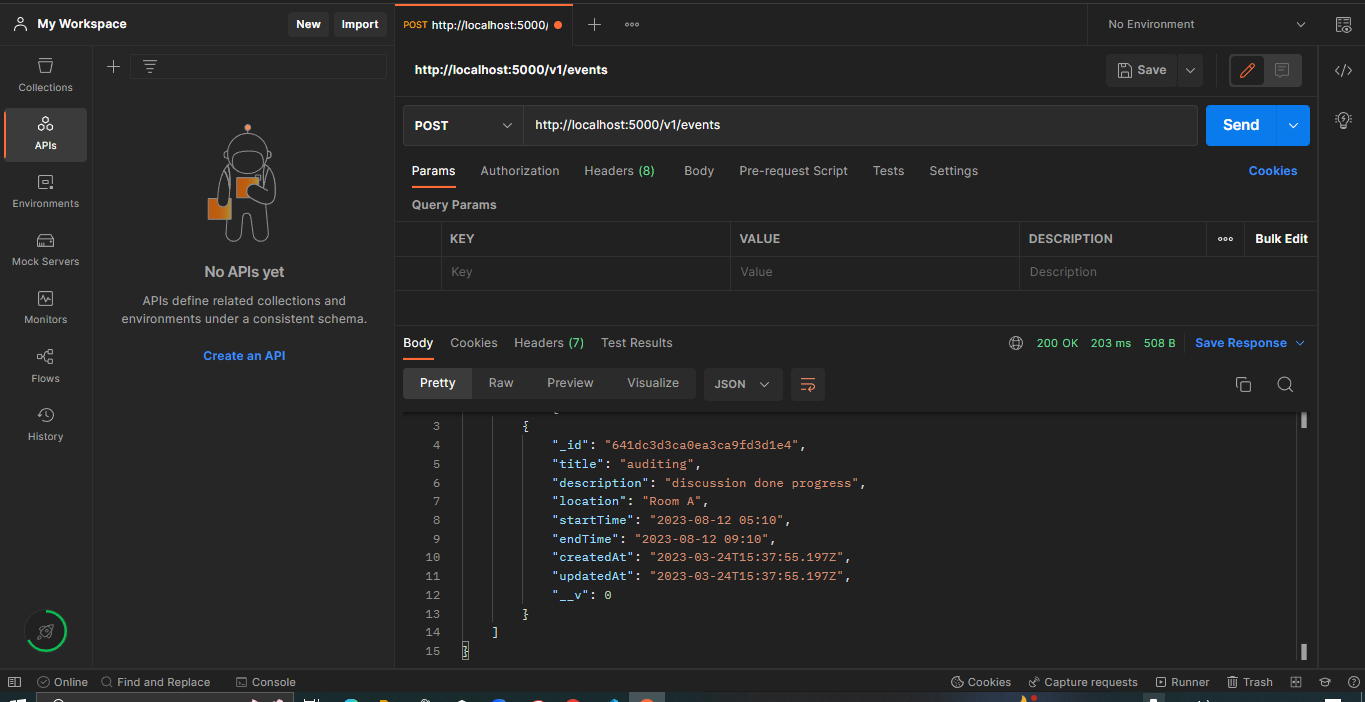 My Workspace
New
Import
POST http://localhost:5000/
No Environment
Collections
APIs
Environments
Mock Servers
Monitors
Flows
History
No APIs yet
APIs define related collections and
environments under a consistent schema.
Create an API
http://localhost:5000/v1/events
Save
POST
http://localhost:5000/v1/events
Send
Params Authorization Headers (8) Body Pre-request Script Tests Settings Cookies
Query Params
KEY VALUE DESCRIPTION Bulk Edit
Key Value Description
Body Cookies Headers (7) Test Results 200 OK 203 ms 508 B Save Response
Pretty Raw Preview Visualize JSON
3 {
4 "_id": "641dc3d3ca0ea3ca9fd3d1e4",
5 "title": "auditing",
6 "description": "discussion done progress",
7 "location": "Room A",
8 "startTime": "2023-08-12 05:10",
9 "endTime": "2023-08-12 09:10",
10 "createdAt": "2023-03-24T15:37:55.197Z",
11 "updatedAt": "2023-03-24T15:37:55.197Z",
12 "__v": 0
13 }
14 ]
15 }
Online Find and Replace Console Cookies Capture requests Runner Trash